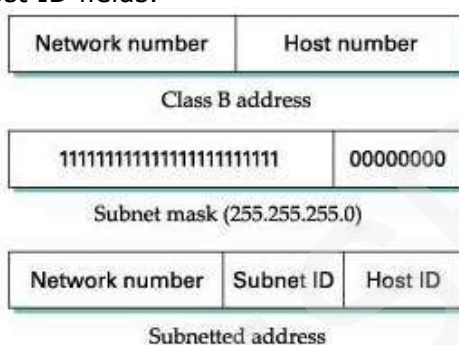 ost ID fields.
Network number Host number
Class B address
111111111111111111111111 00000000
Subnet mask (255.255.255.0)
Network number Subnet ID Host ID
Subnetted address